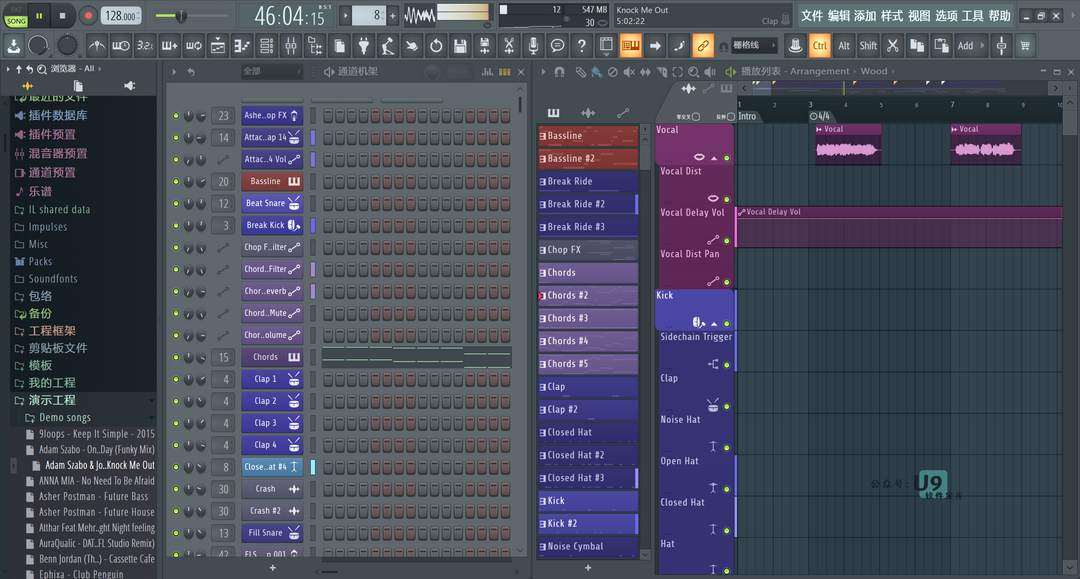 PAT
SONG
128.000
46:04:15
8
12
547 MB
30
Knock Me Out
5:02:22
Clap
文件 编辑 添加 样式 视图 选项 工具 帮助
栅格线
Ctrl
Alt
Shift
Add
浏览器 - All
全部
通道机架
播放列表 - Arrangement
Wood
最近的文件
插件数据库
插件预置
混音器预置
通道预置
乐谱
IL shared data
Impulses
Misc
Packs
Soundfonts
包络
备份
工程框架
剪贴板文件
模板
我的工程
演示工程
Demo songs
9loops - Keep It Simple - 2015
Adam Szabo - On..Day (Funky Mix)
Adam Szabo & Jo..Knock Me Out
ANNA MIA - No Need To Be Afraid
Asher Postman - Future Bass
Asher Postman - Future House
Atthar Feat Mehr..ght Night feeling
AuraQualic - DAT..FL Studio Remix)
Benn Jordan (Th..) - Cassette Cafe
Ephixa - Club Penguin
23 Ashe..op FX
14 Attac..ap 14
Attac..4 Vol
20 Bassline
12 Beat Snare
3 Break Kick
Chop F..ilter
Chord..Filter
Chor..everb
Chord..Mute
Chor..olume
15 Chords
4 Clap 1
4 Clap 2
4 Clap 3
4 Clap 4
8 Close..at #4
30 Crash
30 Crash #2
13 Fill Snare
42 FLS..n 001
Bassline
Bassline #2
Break Ride
Break Ride #2
Break Ride #3
Chop FX
Chords
Chords #2
Chords #3
Chords #4
Chords #5
Clap
Clap #2
Closed Hat
Closed Hat #2
Closed Hat #3
Kick
Kick #2
Noise Cymbal
1 2 3 4 5 6 7 8 9 10
Intro
4/4
Vocal
Vocal Dist
Vocal Delay Vol
Vocal Dist Pan
Kick
Sidechain Trigger
Clap
Noise Hat
Open Hat
Closed Hat
Hat
Vocal
Vocal
Vocal Delay Vol
公众号:
U9
软件宝库